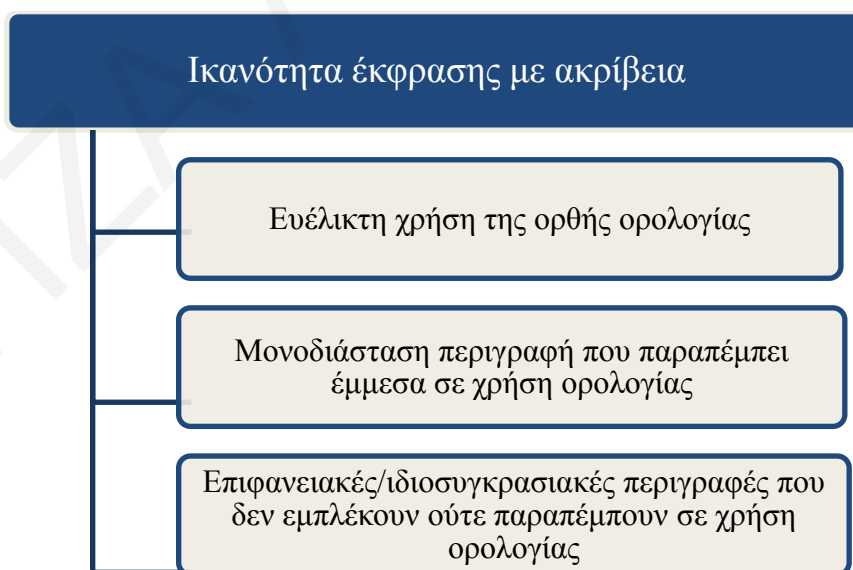 Ικανότητα έκφρασης με ακρίβεια
Ευέλικτη χρήση της ορθής ορολογίας
Μονοδιάσταση περιγραφή που παραπέμπει
έμμεσα σε χρήση ορολογίας
Επιφανειακές/ιδιοσυγκρασιακές περιγραφές που
δεν εμπλέκουν ούτε παραπέμπουν σε χρήση
ορολογίας